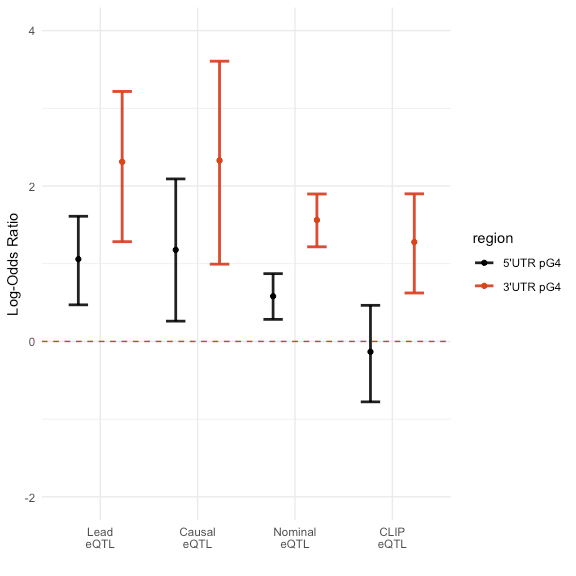 4
2
0
-2
Log-Odds Ratio
Lead
eQTL
Causal
eQTL
Nominal
eQTL
CLIP
eQTL
region
5'UTR pG4
3'UTR pG4